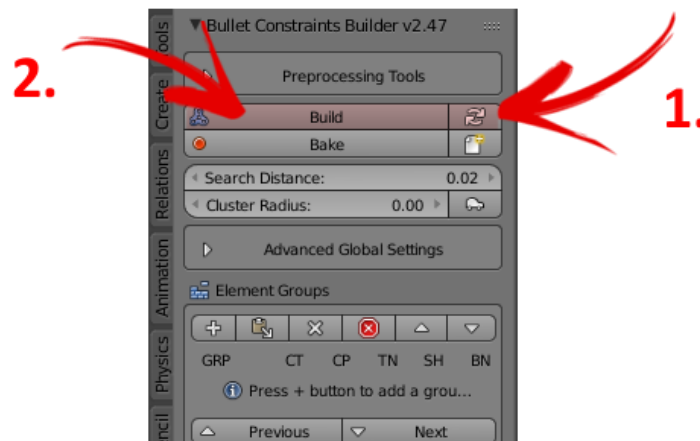 Bullet Constraints Builder v2.47
Preprocessing Tools
2.
1.
Build
Bake
Search Distance: 0.02
Cluster Radius: 0.00
Advanced Global Settings
Element Groups
GRP CT CP TN SH BN
Press + button to add a grou...
Previous Next
Create
Relations
Animation
Physics